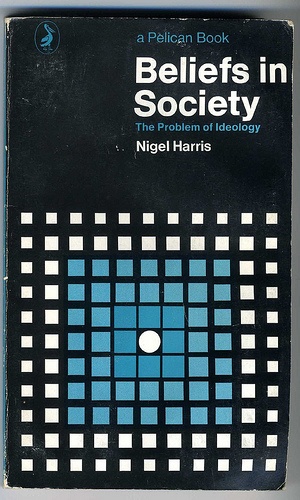 a Pelican Book
Beliefs in
Society
The Problem of Ideology
Nigel Harris